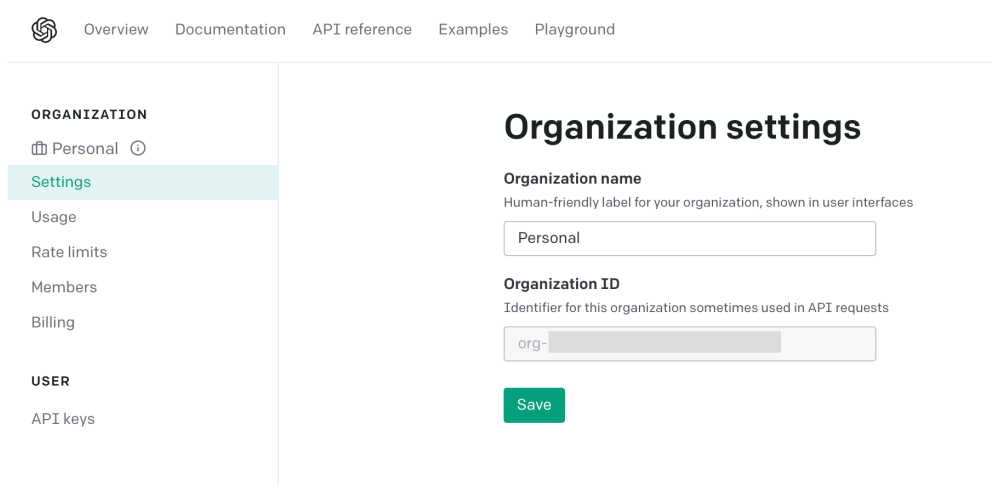 Overview Documentation API reference Examples Playground
ORGANIZATION
Personal
Settings
Usage
Rate limits
Members
Billing
USER
API keys
Organization settings
Organization name
Human-friendly label for your organization, shown in user interfaces
Personal
Organization ID
Identifier for this organization sometimes used in API requests
org-
Save